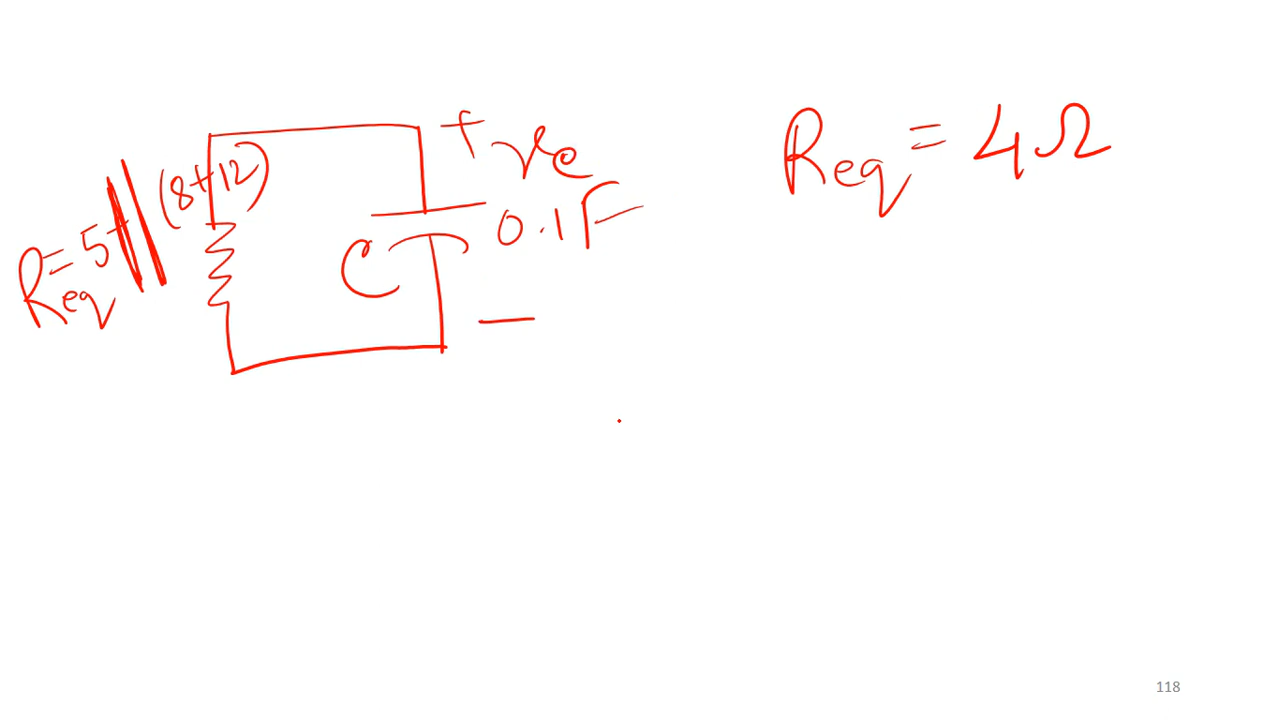 Req = 5 || (8+12)
+
vc
0.1F
C
—
Req = 4Ω
118